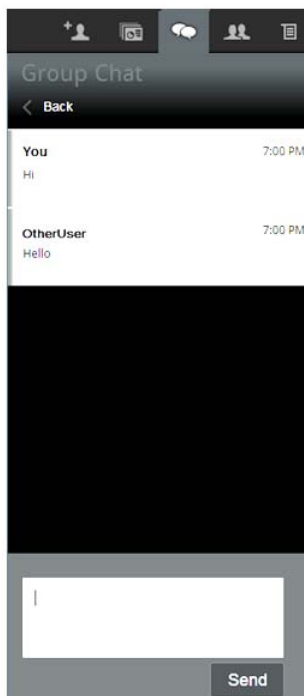 Group Chat
Back
You 7:00 PM
Hi
OtherUser 7:00 PM
Hello
Send